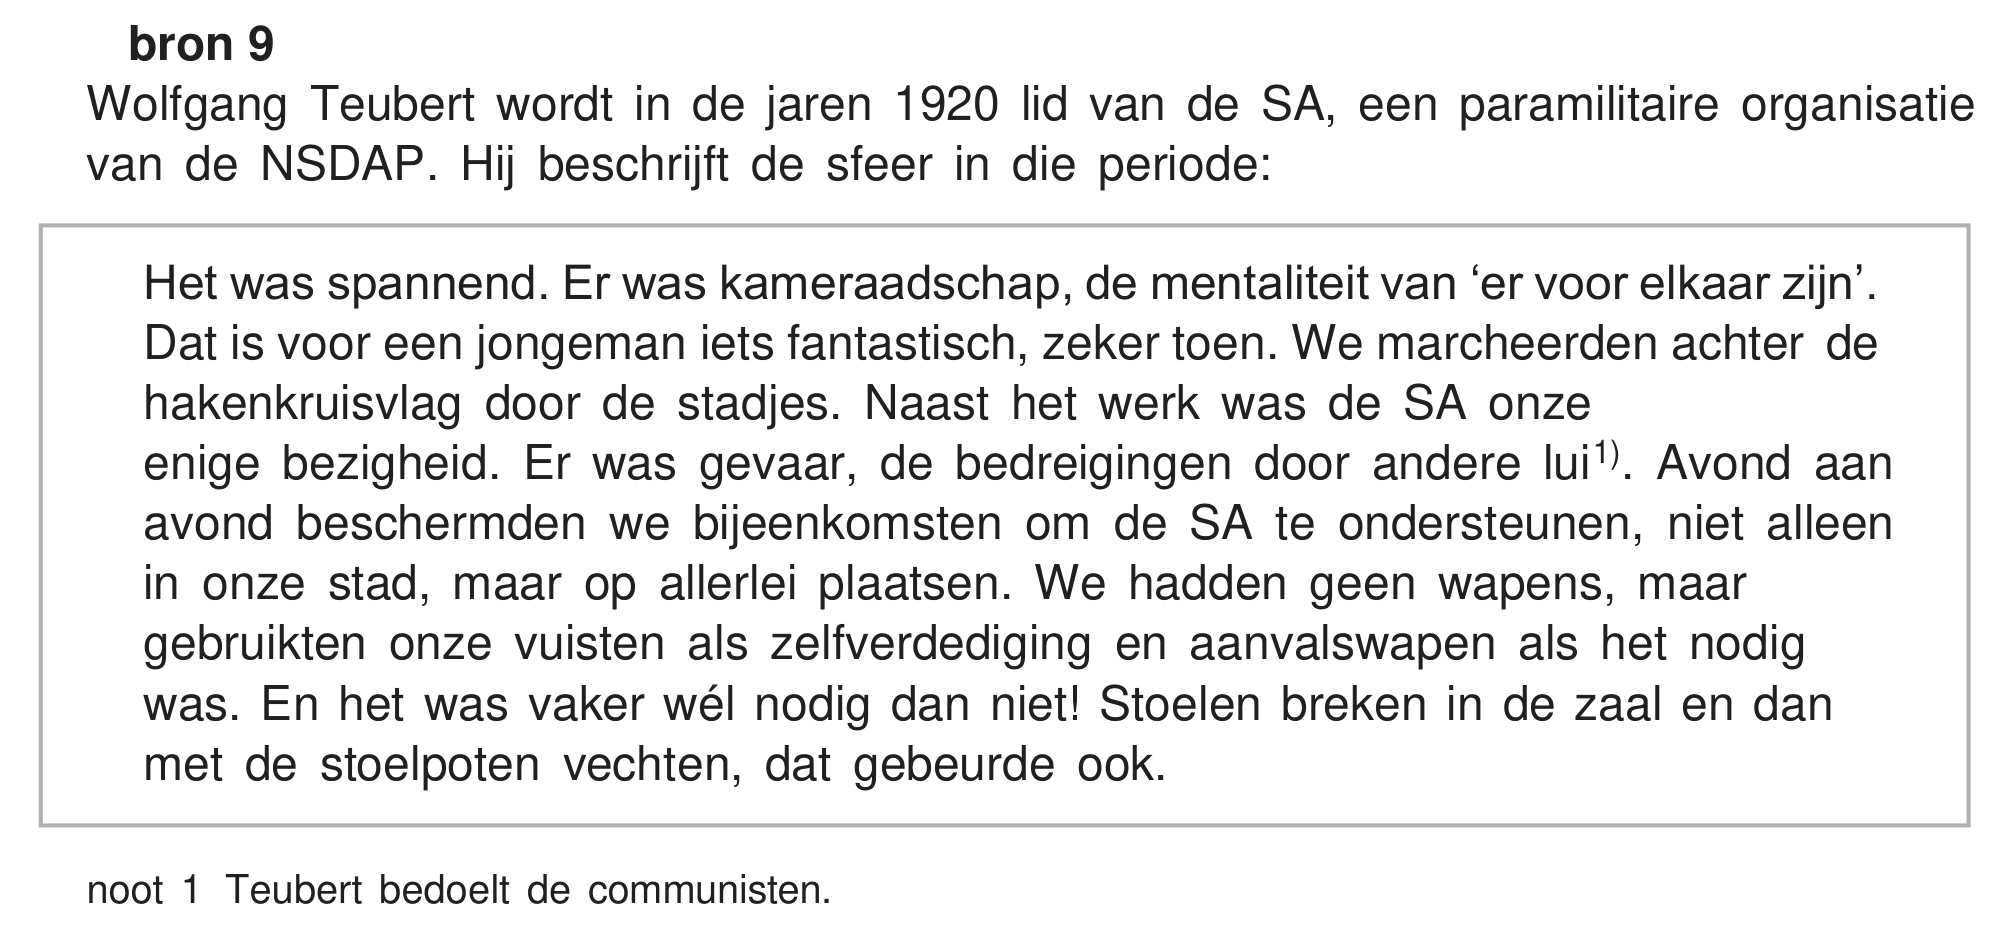 bron 9
Wolfgang Teubert wordt in de jaren 1920 lid van de SA, een paramilitaire organisatie
van de NSDAP. Hij beschrijft de sfeer in die periode:
Het was spannend. Er was kameraadschap, de mentaliteit van ‘er voor elkaar zijn’.
Dat is voor een jongeman iets fantastisch, zeker toen. We marcheerden achter de
hakenkruisvlag door de stadjes. Naast het werk was de SA onze
enige bezigheid. Er was gevaar, de bedreigingen door andere lui1). Avond aan
avond beschermden we bijeenkomsten om de SA te ondersteunen, niet alleen
in onze stad, maar op allerlei plaatsen. We hadden geen wapens, maar
gebruikten onze vuisten als zelfverdediging en aanvalswapen als het nodig
was. En het was vaker wél nodig dan niet! Stoelen breken in de zaal en dan
met de stoelpoten vechten, dat gebeurde ook.
noot 1 Teubert bedoelt de communisten.